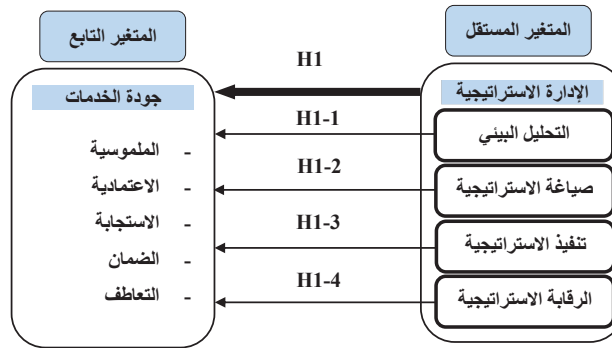 المتغير المستقل
المتغير التابع
H1
الإدارة الاستراتيجية
جودة الخدمات
H1-1
التحليل البيئي
- الملموسية
H1-2
صياغة الاستراتيجية
- الاعتمادية
H1-3
تنفيذ الاستراتيجية
- الاستجابة
- الضمان
H1-4
الرقابة الاستراتيجية
- التعاطف